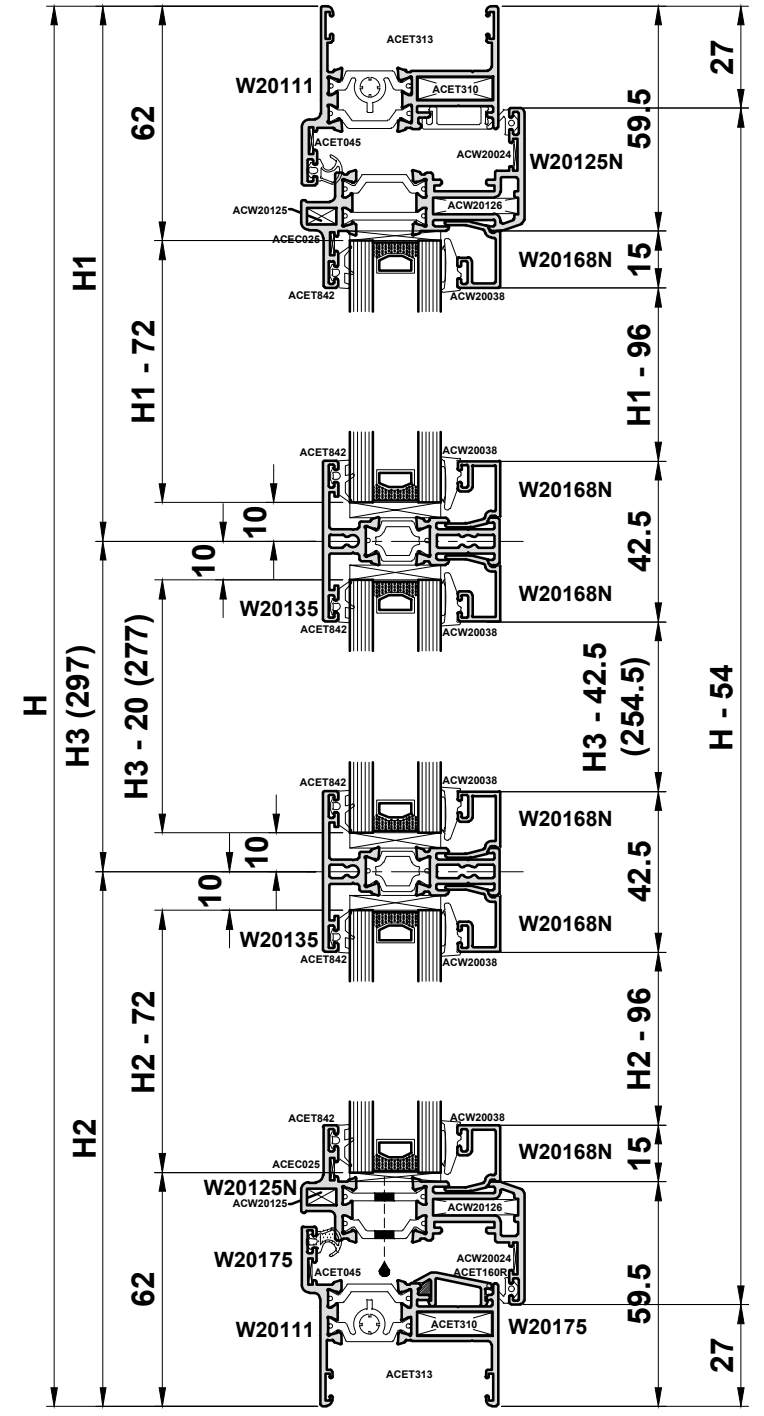 ACET313
W20111
ACET310
62
59.5
27
ACET045
ACW20024
W20125N
ACW20125
ACW20126
ACEC025
W20168N
15
ACET842
ACW20038
H1
H1 - 72
H1 - 96
ACET842
ACW20038
W20168N
10
10
42.5
W20168N
W20135
ACET842
ACW20038
H
H3 (297)
H3 - 20 (277)
H3 - 42.5
(254.5)
H - 54
ACET842
ACW20038
W20168N
10
10
42.5
W20168N
W20135
ACET842
ACW20038
H2
H2 - 72
H2 - 96
ACET842
ACW20038
ACEC025
W20168N
15
W20125N
ACW20125
ACW20126
W20175
ACW20024
ACET045
ACET160R
62
59.5
W20111
ACET310
W20175
27
ACET313